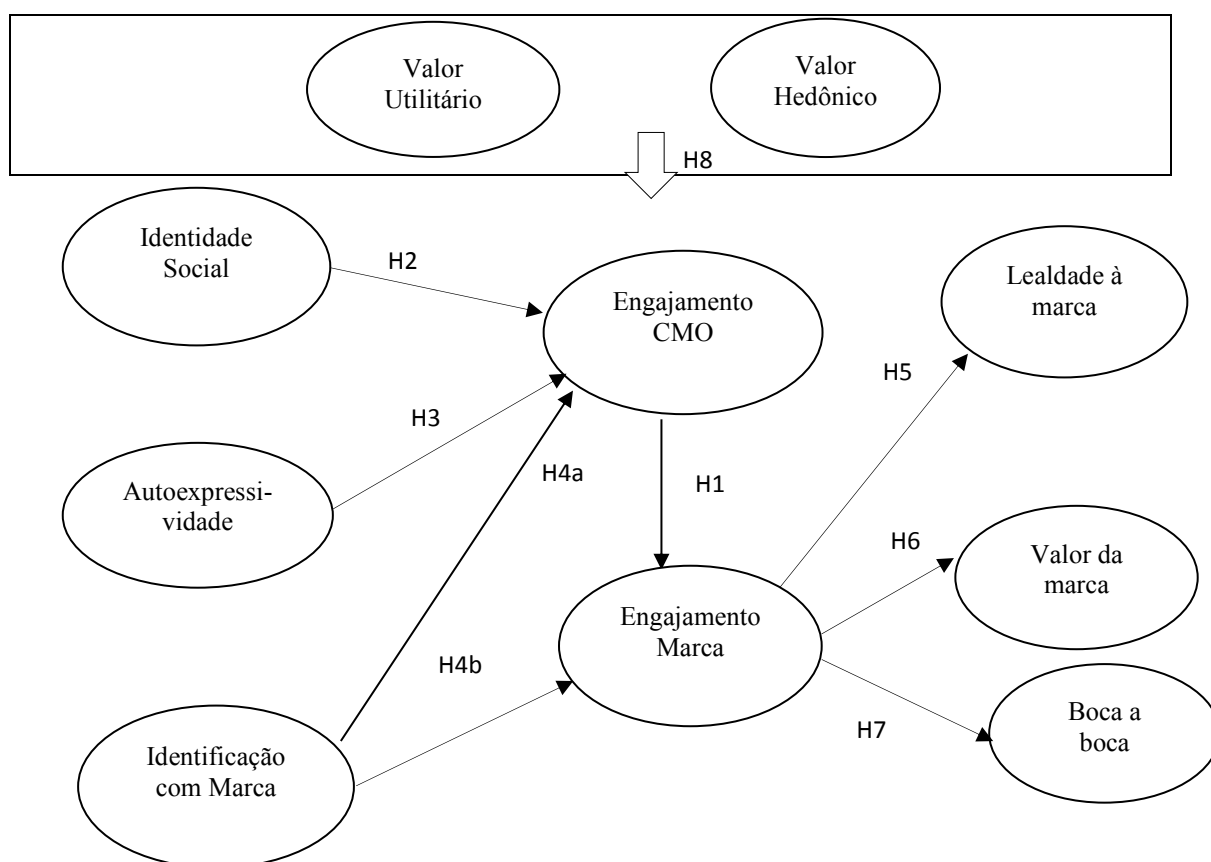 Valor
Utilitário
Valor
Hedônico
H8
Identidade
Social
H2
Engajamento
CMO
Lealdade à
marca
H5
H3
H4a
H1
Autoexpressi-
vidade
H6
Valor da
marca
Engajamento
Marca
H4b
H7
Boca a
boca
Identificação
com Marca